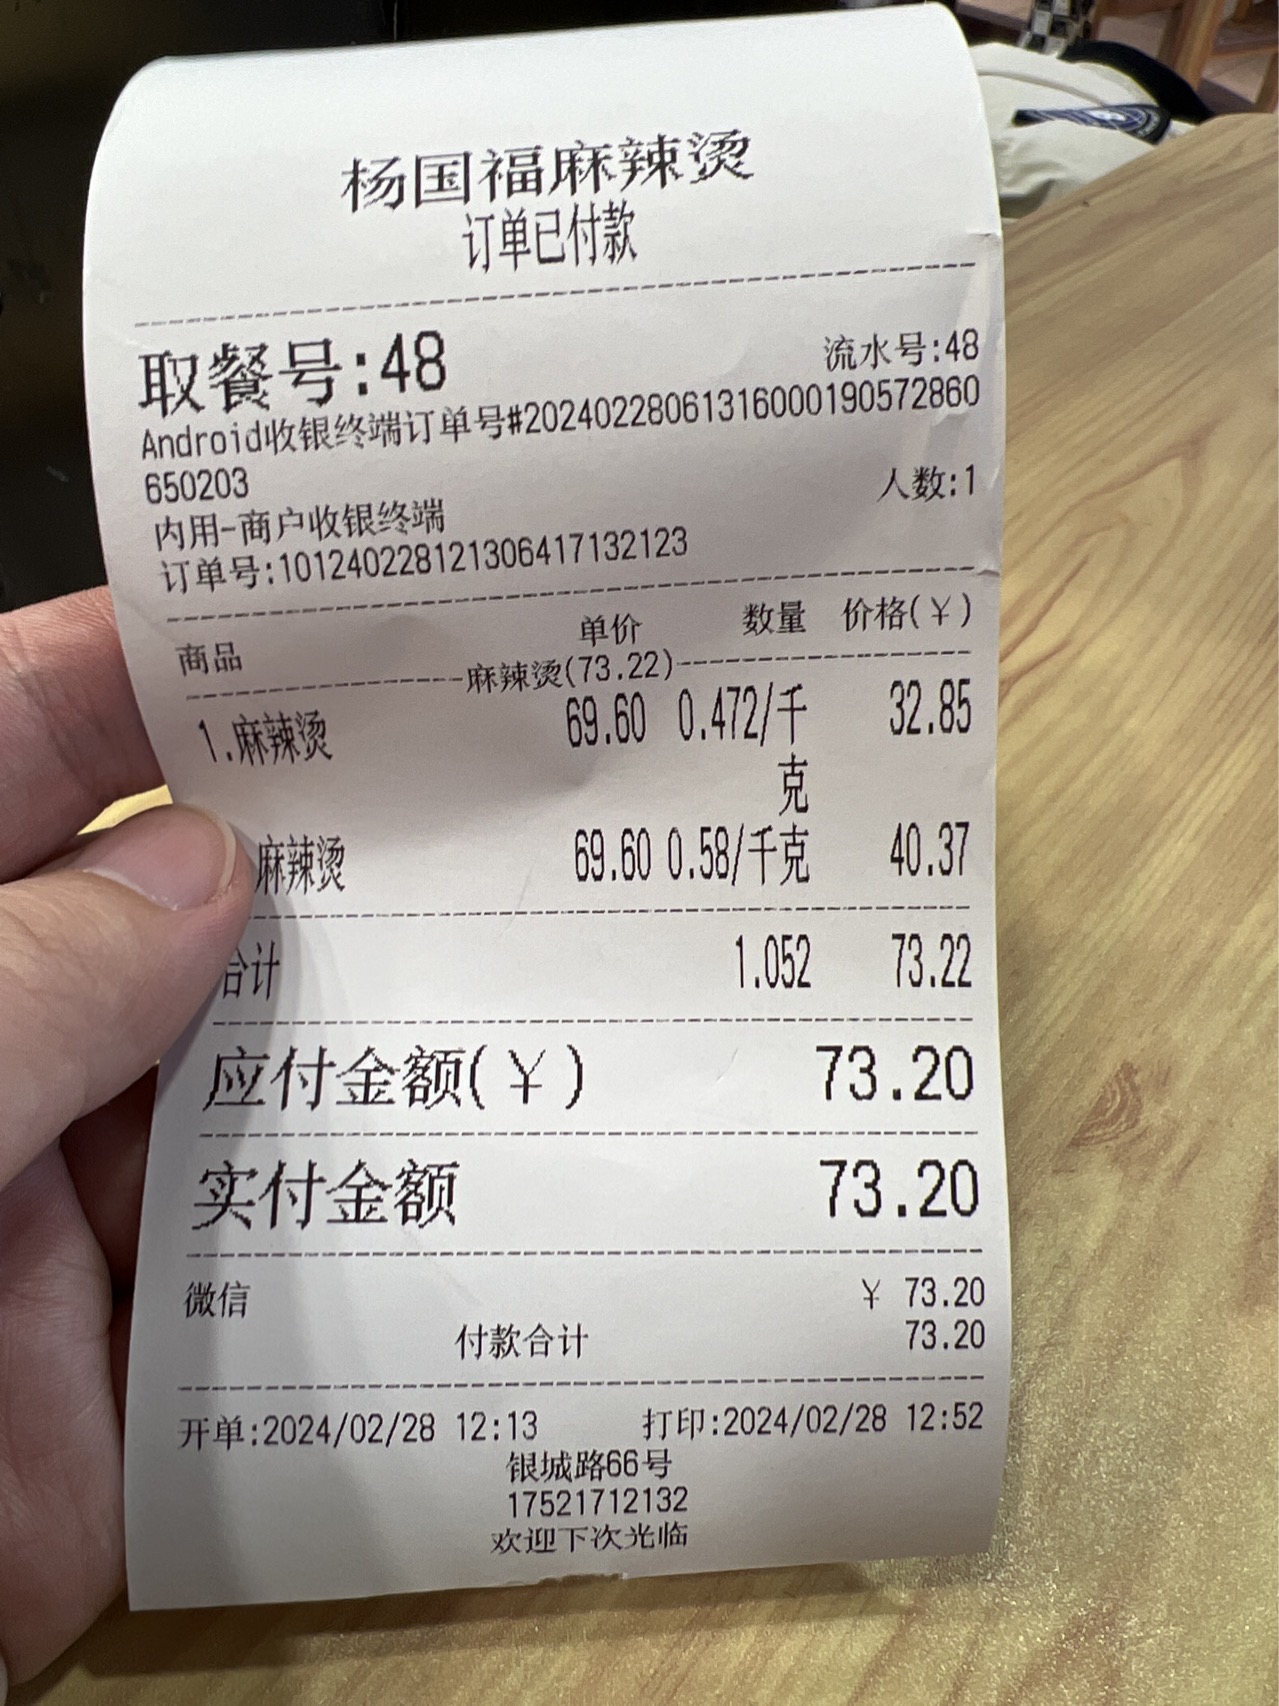 杨国福麻辣烫
订单已付款
取餐号:48 流水号:48
Android收银终端订单号#20240228061316000190572860
650203
内用-商户收银终端 人数:1
订单号:101240228121306417132123
商品 单价 数量 价格(￥)
麻辣烫(73.22)
1.麻辣烫 69.60 0.472/千 32.85
克
麻辣烫 69.60 0.58/千克 40.37
合计 1.052 73.22
应付金额(￥) 73.20
实付金额 73.20
微信 ￥ 73.20
付款合计 73.20
开单:2024/02/28 12:13 打印:2024/02/28 12:52
银城路66号
17521712132
欢迎下次光临